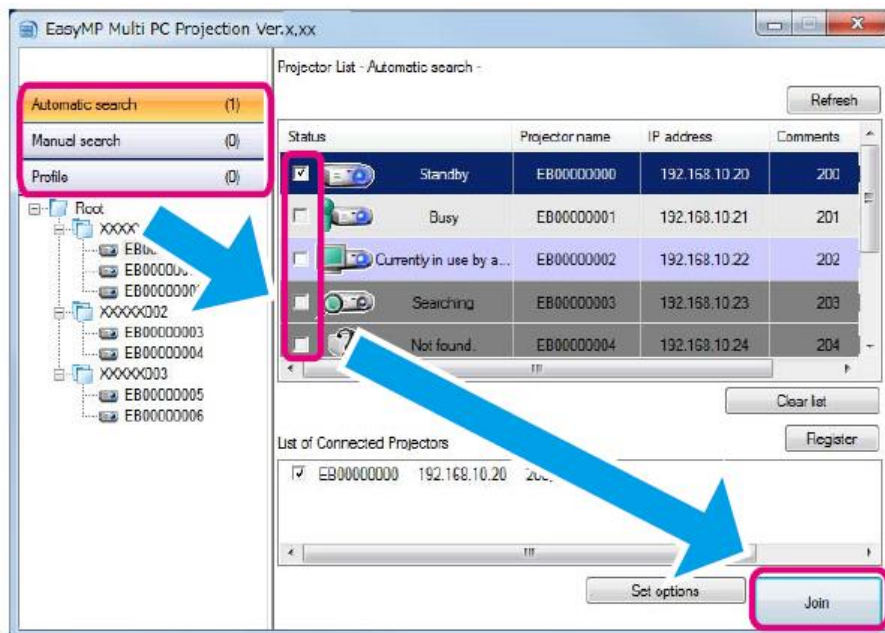 EasyMP Multi PC Projection Ver.x,xx
Projector List - Automatic search -
Automatic search (1)
Manual search (0)
Profile (0)
Refresh
Status Projector name IP address Comments
Standby EB00000000 192.168.10.20 200
Busy EB00000001 192.168.10.21 201
Currently in use by a... EB00000002 192.168.10.22 202
Searching EB00000003 192.168.10.23 203
Not found. EB00000004 192.168.10.24 204
Root
EB00000003
EB00000004
XXXXX003
EB00000005
EB00000006
Clear list
List of Connected Projectors
Register
EB00000000 192.168.10.20
Set options
Join